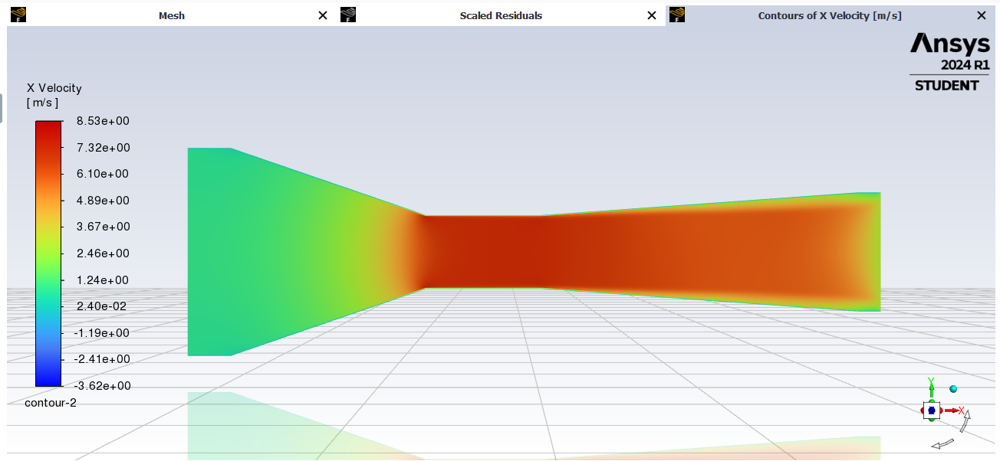 Mesh
Scaled Residuals
Contours of X Velocity [m/s]
Ansys
2024 R1
STUDENT
X Velocity
[ m/s ]
8.53e+00
7.32e+00
6.10e+00
4.89e+00
3.67e+00
2.46e+00
1.24e+00
2.40e-02
-1.19e+00
-2.41e+00
-3.62e+00
contour-2
Y
X